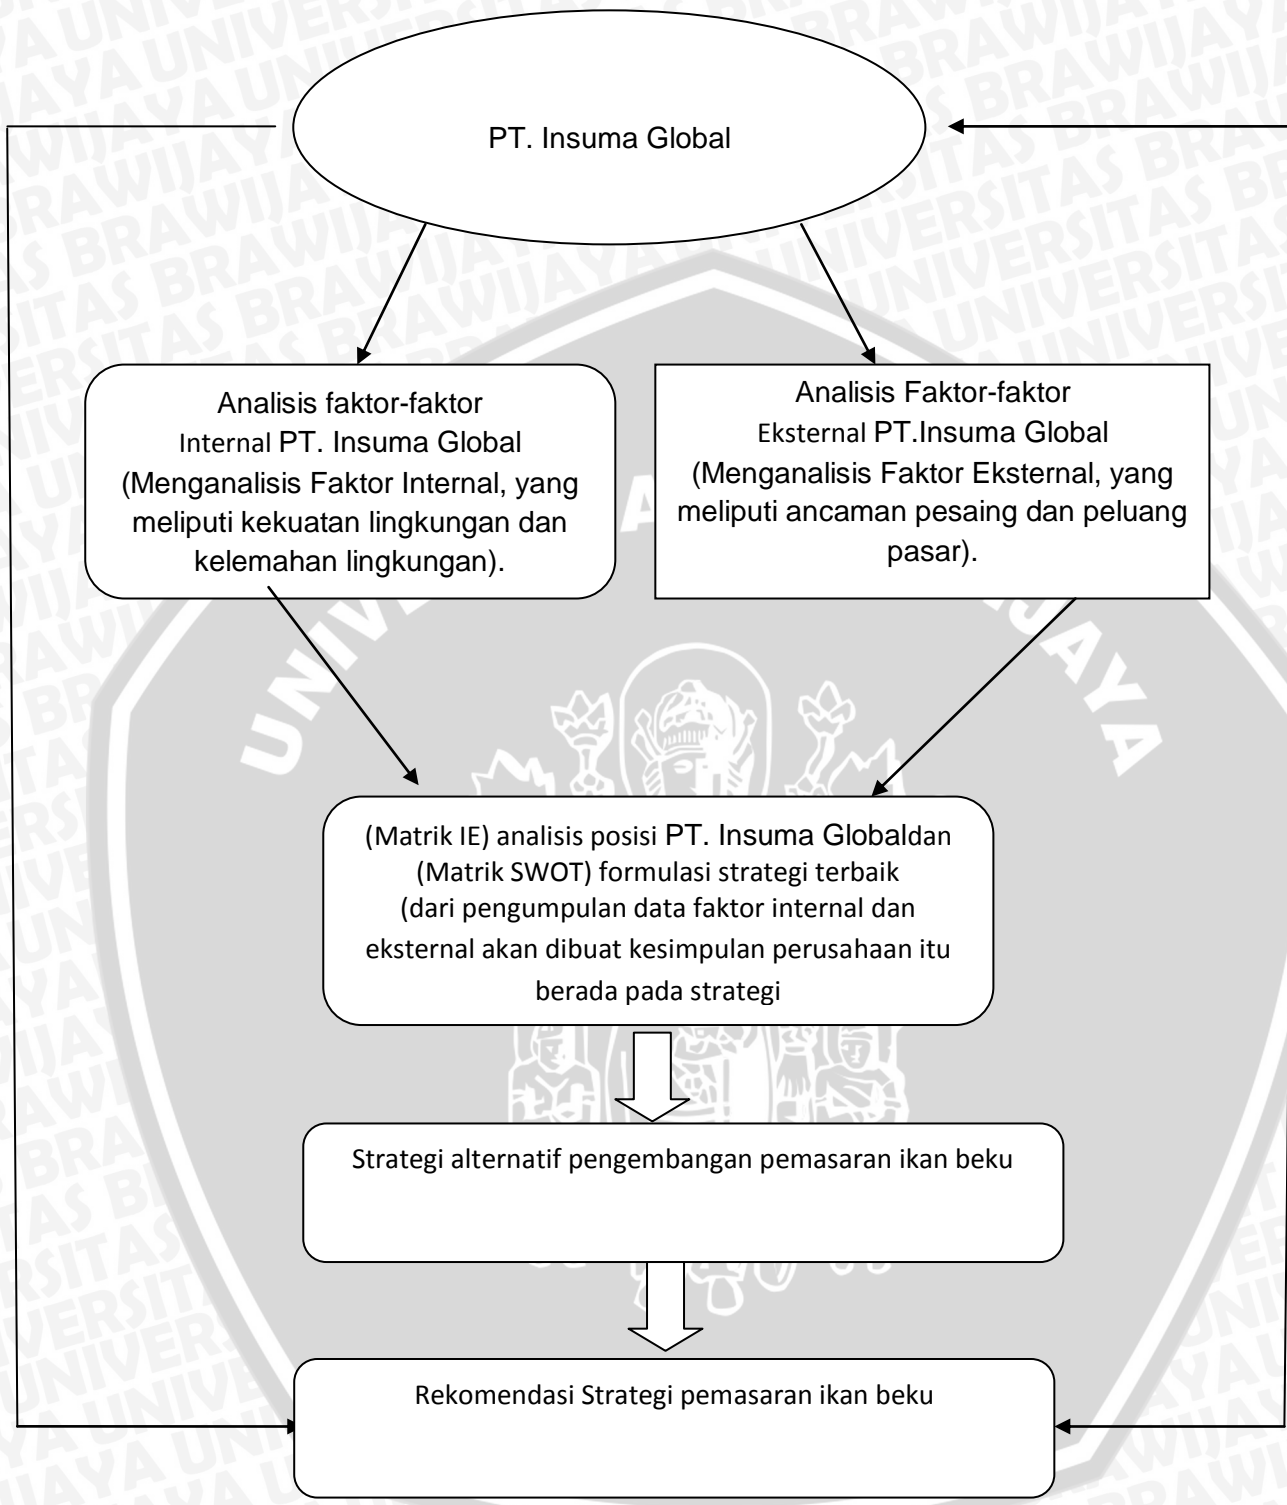 PT. Insuma Global
Analisis faktor-faktor
Internal PT. Insuma Global
(Menganalisis Faktor Internal, yang
meliputi kekuatan lingkungan dan
kelemahan lingkungan).
Analisis Faktor-faktor
Eksternal PT.Insuma Global
(Menganalisis Faktor Eksternal, yang
meliputi ancaman pesaing dan peluang
pasar).
(Matrik IE) analisis posisi PT. Insuma Globaldan
(Matrik SWOT) formulasi strategi terbaik
(dari pengumpulan data faktor internal dan
eksternal akan dibuat kesimpulan perusahaan itu
berada pada strategi
Strategi alternatif pengembangan pemasaran ikan beku
Rekomendasi Strategi pemasaran ikan beku